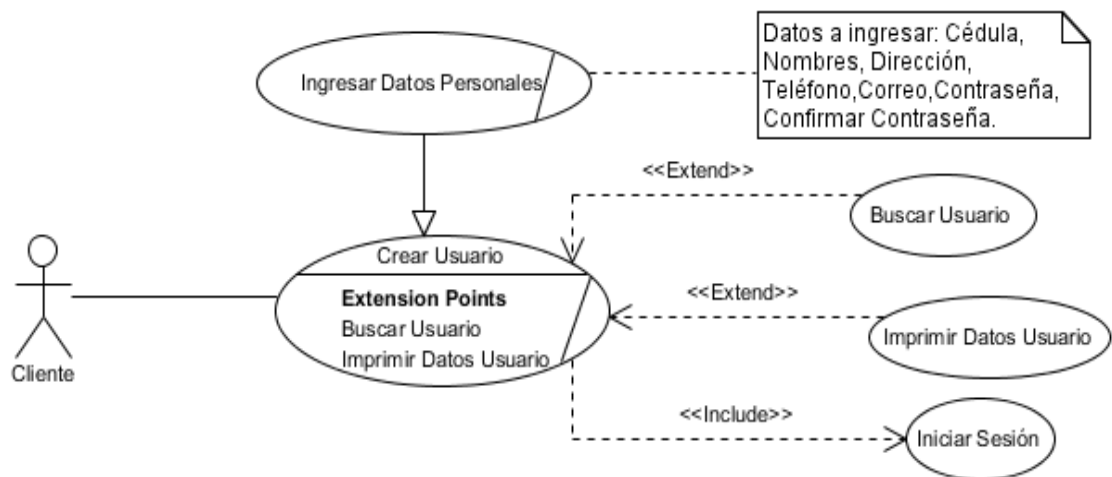 Ingresar Datos Personales
Datos a ingresar: Cédula,
Nombres, Dirección,
Teléfono,Correo,Contraseña,
Confirmar Contraseña.
<<Extend>>
Buscar Usuario
Crear Usuario
Extension Points
Buscar Usuario
Imprimir Datos Usuario
<<Extend>>
Imprimir Datos Usuario
Cliente
<<Include>>
Iniciar Sesión